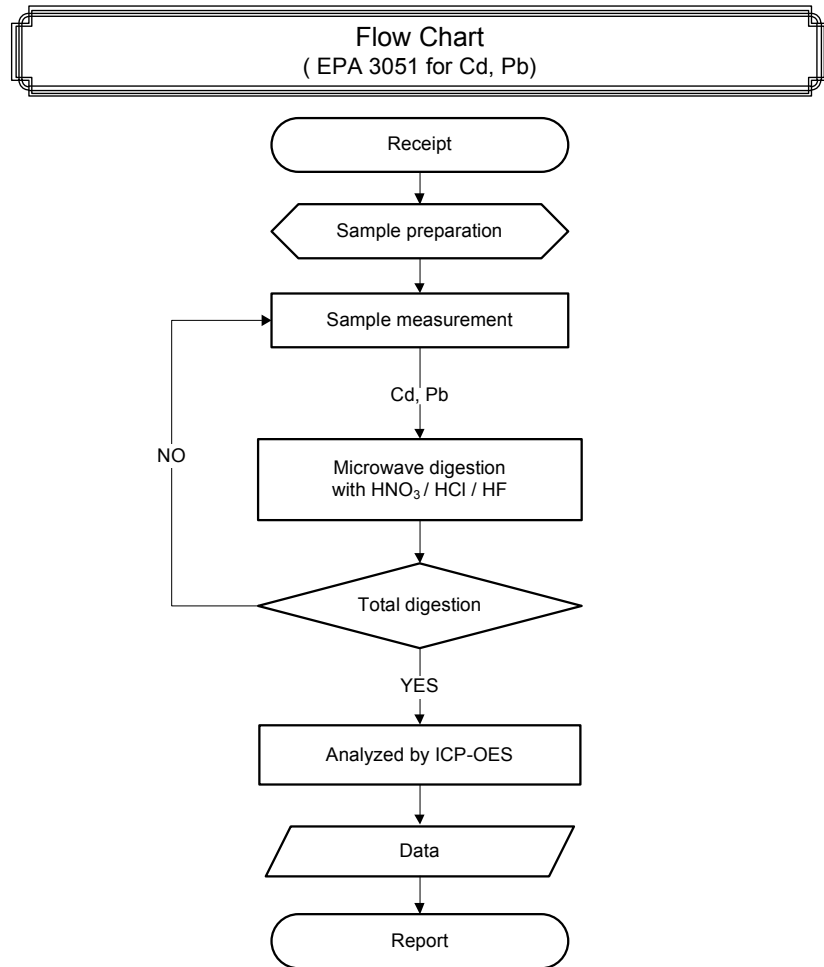 Flow Chart
( EPA 3051 for Cd, Pb)
Receipt
Sample preparation
Sample measurement
Cd, Pb
NO
Microwave digestion
with HNO₃ / HCl / HF
Total digestion
YES
Analyzed by ICP-OES
Data
Report